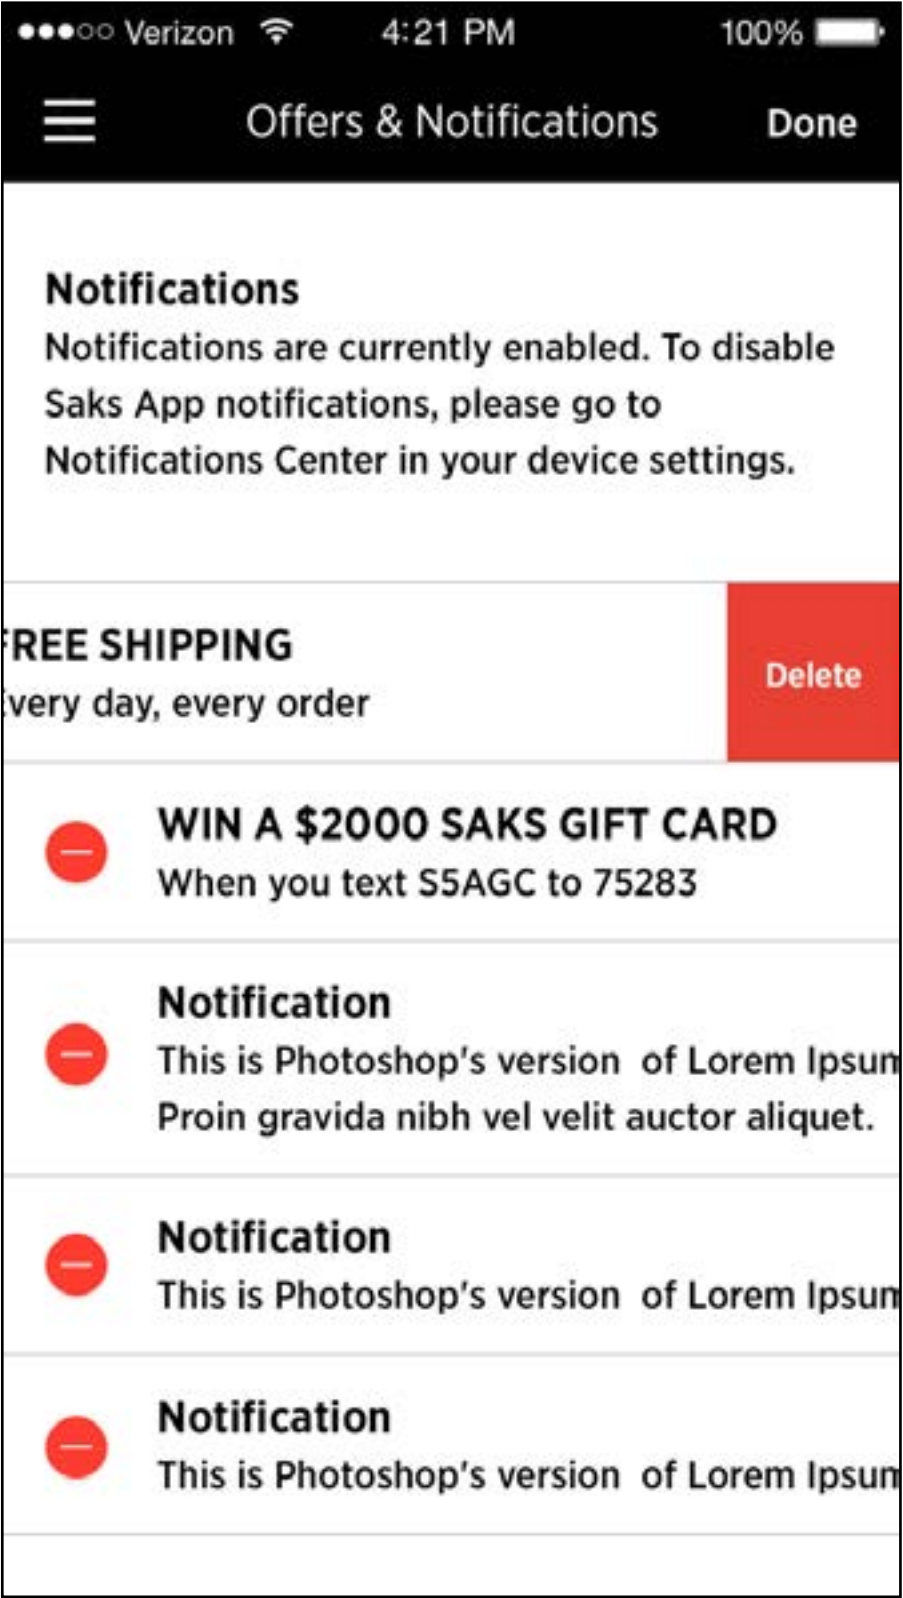 Verizon 4:21 PM 100%
Offers & Notifications Done
Notifications
Notifications are currently enabled. To disable
Saks App notifications, please go to
Notifications Center in your device settings.
FREE SHIPPING
Every day, every order
Delete
WIN A $2000 SAKS GIFT CARD
When you text S5AGC to 75283
Notification
This is Photoshop's version of Lorem Ipsum
Proin gravida nibh vel velit auctor aliquet.
Notification
This is Photoshop's version of Lorem Ipsum
Notification
This is Photoshop's version of Lorem Ipsum